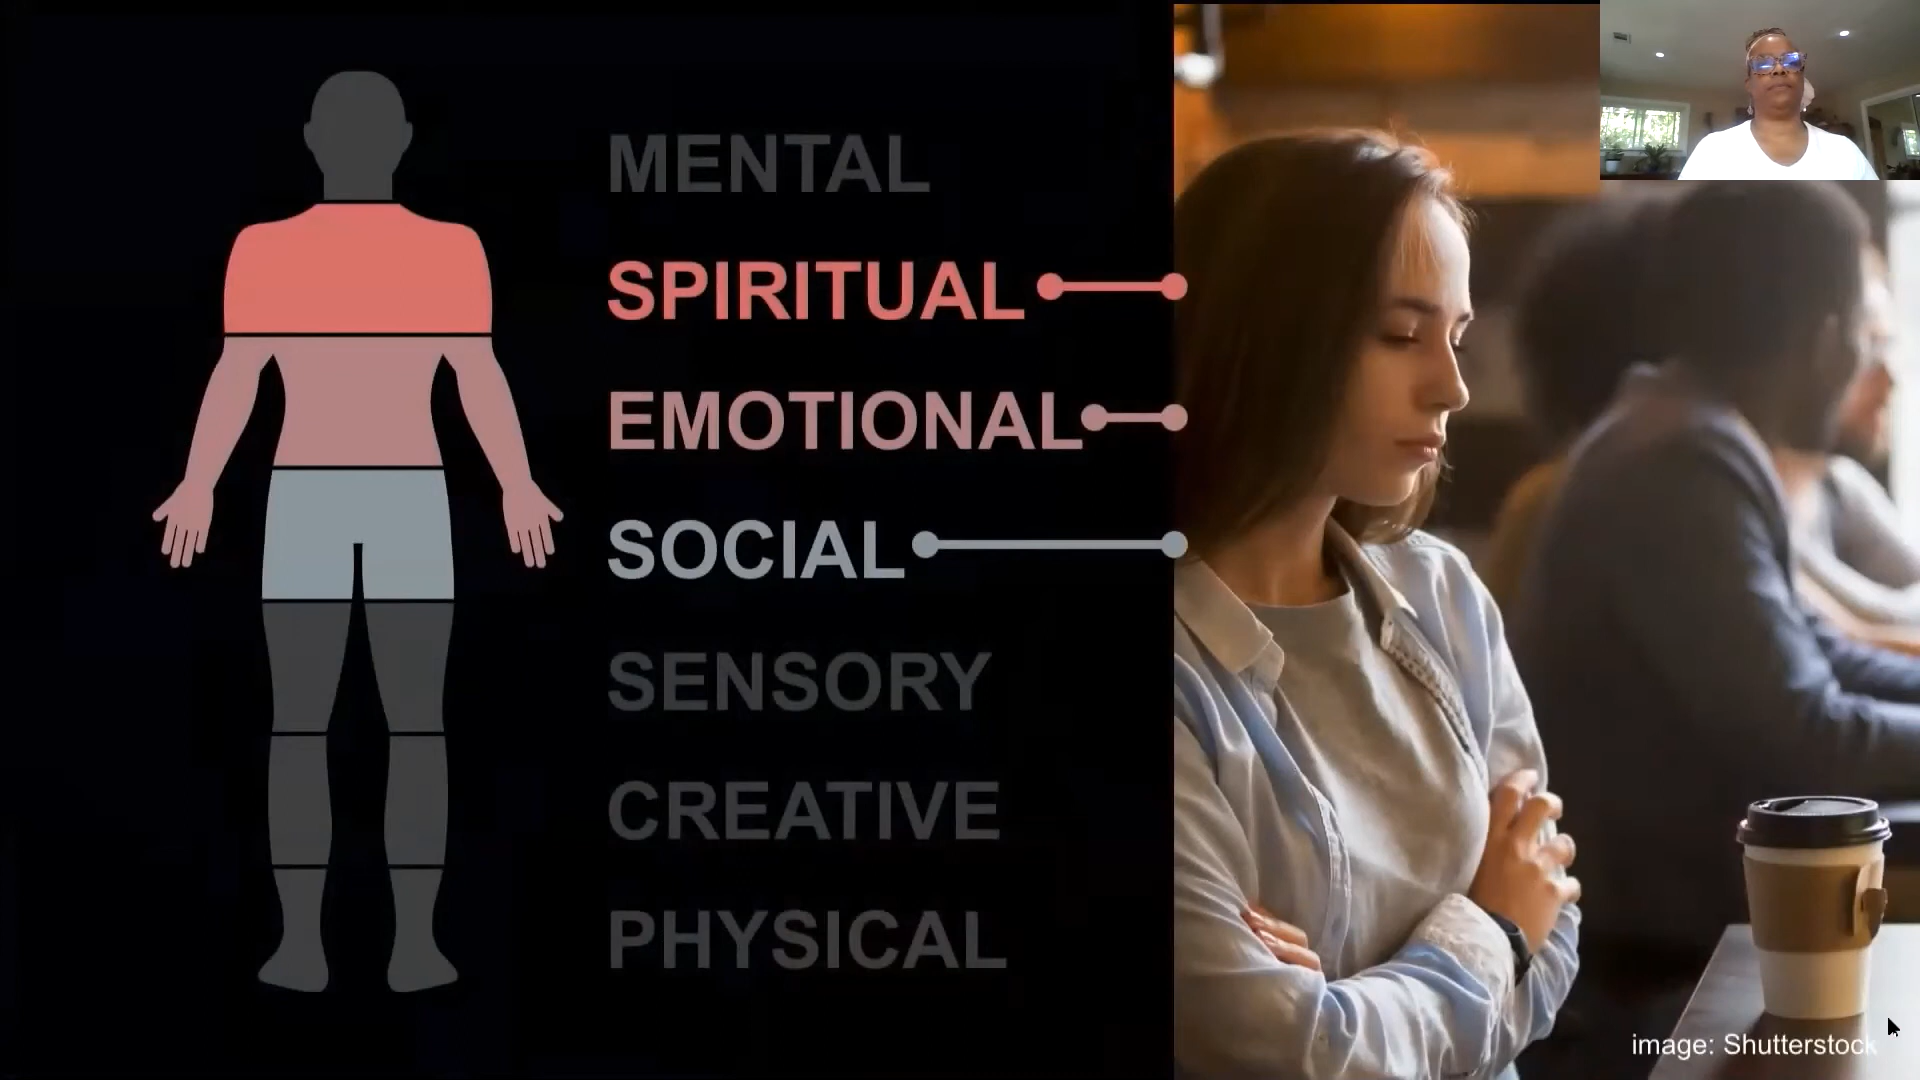 MENTAL
SPIRITUAL
EMOTIONAL
SOCIAL
SENSORY
CREATIVE
PHYSICAL
image: Shutterstock